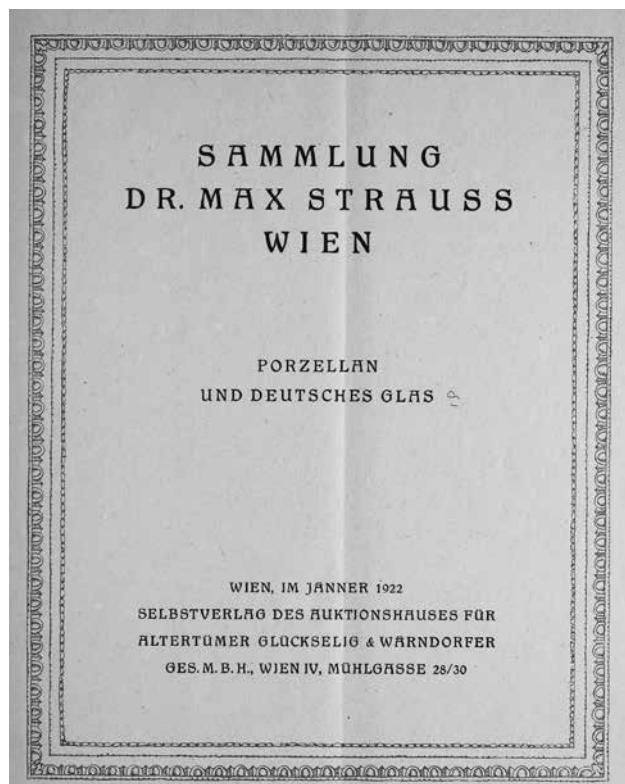 SAMMLUNG
DR. MAX STRAUSS
WIEN
PORZELLAN
UND DEUTSCHES GLAS
WIEN, IM JÄNNER 1922
SELBSTVERLAG DES AUKTIONSHAUSES FÜR
ALTERTÜMER GLÜCKSELIG & WÄRNDORFER
GES. M. B. H., WIEN IV, MÜHLGASSE 28/30